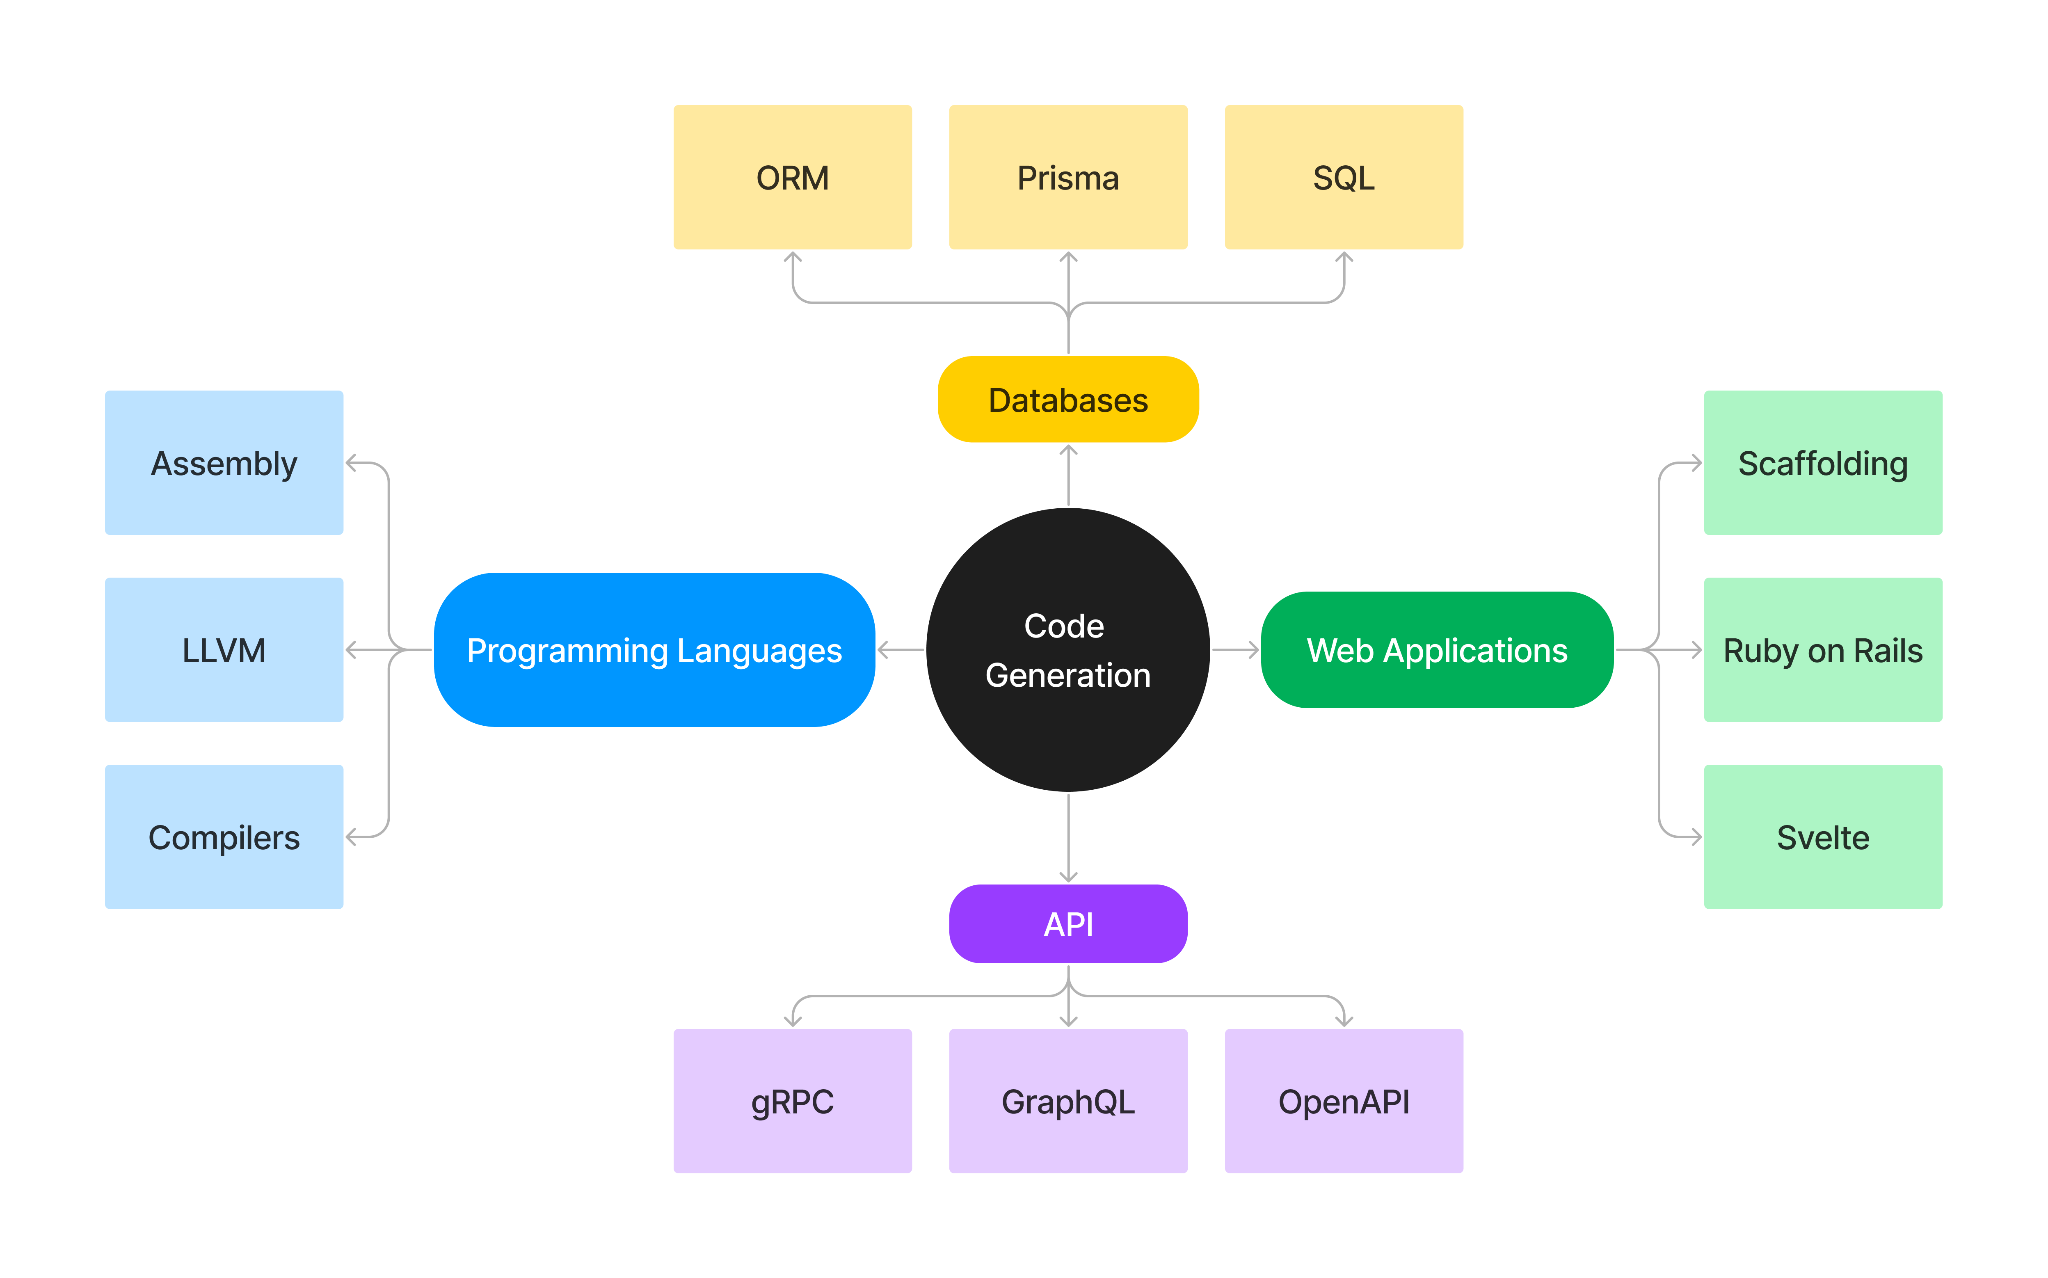 ORM
Prisma
SQL
Databases
Assembly
LLVM
Compilers
Programming Languages
Code
Generation
Web Applications
Scaffolding
Ruby on Rails
Svelte
API
gRPC
GraphQL
OpenAPI